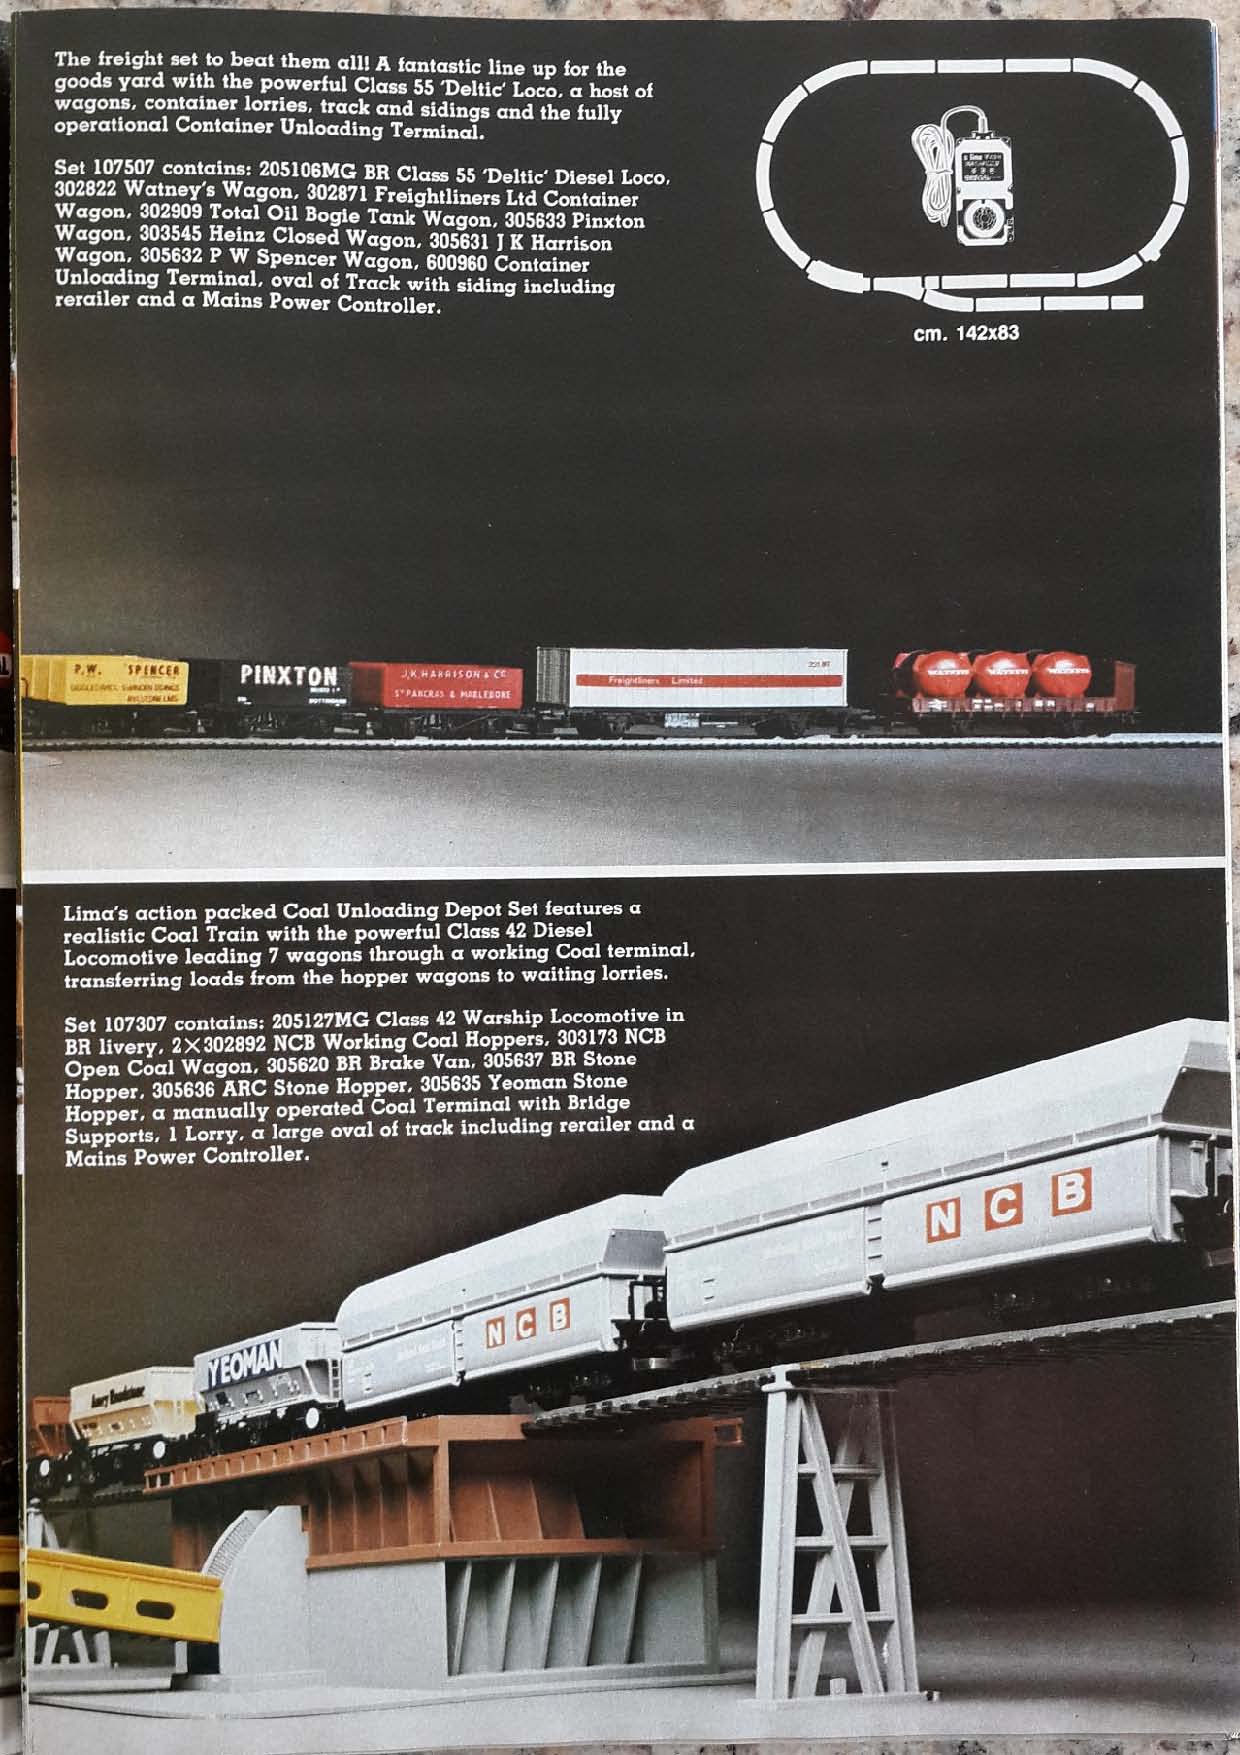 The freight set to beat them all! A fantastic line up for the
goods yard with the powerful Class 55 'Deltic' Loco, a host of
wagons, container lorries, track and sidings and the fully
operational Container Unloading Terminal.
Set 107507 contains: 205106MG BR Class 55 'Deltic' Diesel Loco,
302822 Watney's Wagon, 302871 Freightliners Ltd Container
Wagon, 302909 Total Oil Bogie Tank Wagon, 305633 Pinxton
Wagon, 303545 Heinz Closed Wagon, 305631 J K Harrison
Wagon, 305632 P W Spencer Wagon, 600960 Container
Unloading Terminal, oval of Track with siding including
rerailer and a Mains Power Controller.
lima
cm. 142x83
P.W. SPENCER
PINXTON
J.K. HARRISON & Co
ST PANCRAS & MARLEBORE
Freightliners Limited
Lima's action packed Coal Unloading Depot Set features a
realistic Coal Train with the powerful Class 42 Diesel
Locomotive leading 7 wagons through a working Coal terminal,
transferring loads from the hopper wagons to waiting lorries.
Set 107307 contains: 205127MG Class 42 Warship Locomotive in
BR livery, 2X302892 NCB Working Coal Hoppers, 303173 NCB
Open Coal Wagon, 305620 BR Brake Van, 305637 BR Stone
Hopper, 305636 ARC Stone Hopper, 305635 Yeoman Stone
Hopper, a manually operated Coal Terminal with Bridge
Supports, 1 Lorry, a large oval of track including rerailer and a
Mains Power Controller.
NCB
NCB
YEOMAN